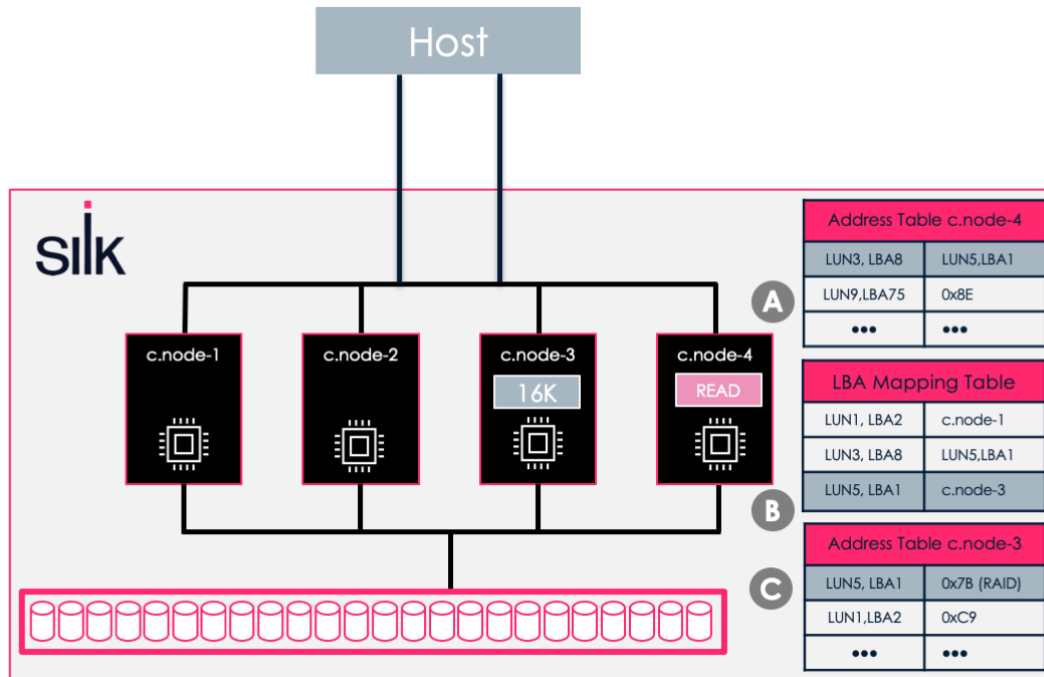 Host
silk
c.node-1
c.node-2
c.node-3
c.node-4
16K
READ
A
Address Table c.node-4
LUN3, LBA8 LUN5,LBA1
LUN9,LBA75 0x8E
••• •••
B
LBA Mapping Table
LUN1, LBA2 c.node-1
LUN3, LBA8 LUN5,LBA1
LUN5, LBA1 c.node-3
C
Address Table c.node-3
LUN5, LBA1 0x7B (RAID)
LUN1,LBA2 0xC9
••• •••